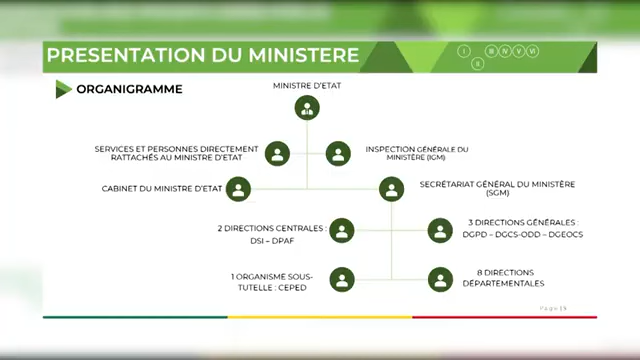 PRESENTATION DU MINISTERE
I III IV V VI
II
ORGANIGRAMME
MINISTRE D'ETAT
SERVICES ET PERSONNES DIRECTEMENT
RATTACHÉS AU MINISTRE D'ETAT
INSPECTION GÉNÉRALE DU
MINISTÈRE (IGM)
CABINET DU MINISTRE D'ETAT
SECRÉTARIAT GÉNÉRAL DU MINISTÈRE
(SGM)
2 DIRECTIONS CENTRALES :
DSI – DPAF
3 DIRECTIONS GÉNÉRALES :
DGPD – DGCS-ODD – DGEOCS
1 ORGANISME SOUS-
TUTELLE : CEPED
8 DIRECTIONS
DÉPARTEMENTALES
Page | 5